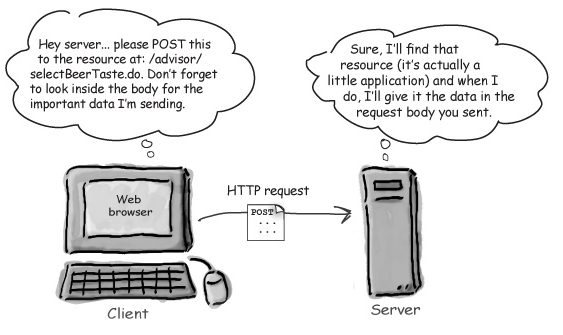 Hey server... please POST this
to the resource at: /advisor/
selectBeerTaste.do. Don't forget
to look inside the body for the
important data I'm sending.
Sure, I'll find that
resource (it's actually a
little application) and when I
do, I'll give it the data in the
request body you sent.
Web
browser
HTTP request
POST
...
...
Client
Server